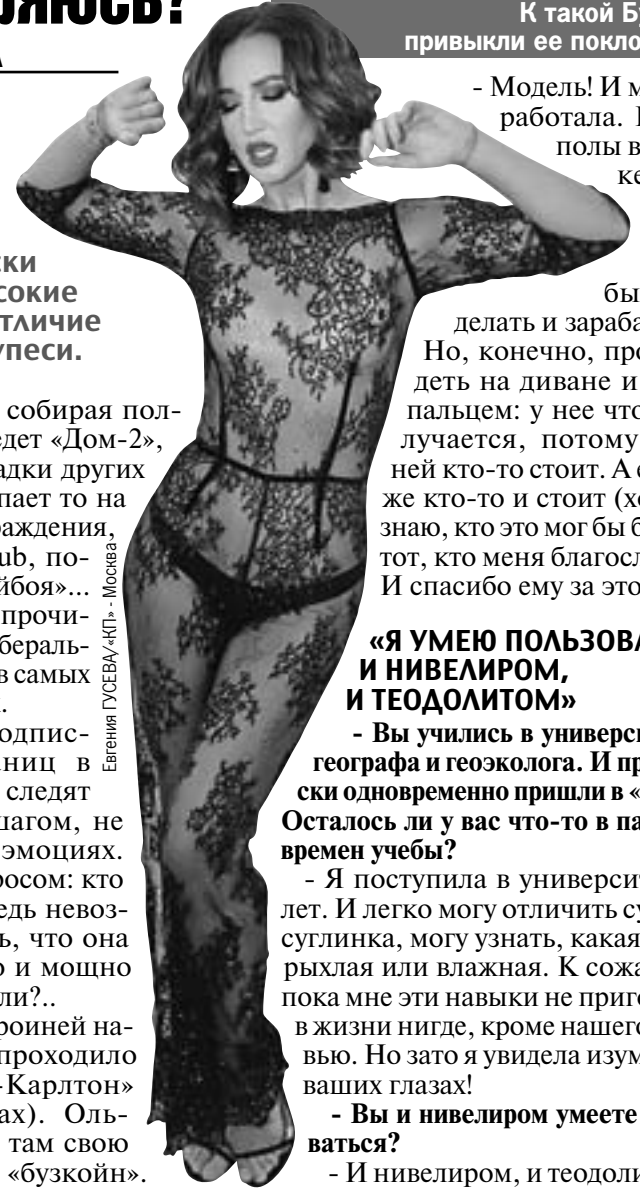 РЯЮСЬ?
К такой Бу
привыкли ее покло
ски
сокие
тличие
упеси.
собирая пол-
едет «Дом-2»,
адки других
пает то на
раждения,
ub, по-
йбоя»...
прочи-
бераль-
в самых
одпис-
аниц в
следят
шагом, не
эмоциях.
росом: кто
едь невоз-
ь, что она
о и мощно
ли?..
роиней на-
проходило
-Карлтон»
ах). Оль-
там свою
«бузкойн».
Евгения ГУСЕВА/«КП» - Москва
- Модель! И м
работала.
полы в
ке
бы
делать и зараба
Но, конечно, про
деть на диване и
пальцем: у нее что
лучается, потому
ней кто-то стоит. А е
же кто-то и стоит (хо
знаю, кто это мог бы б
тот, кто меня благосл
И спасибо ему за это
«Я УМЕЮ ПОЛЬЗОВА
И НИВЕЛИРОМ,
И ТЕОДОЛИТОМ»
- Вы учились в универси
географа и геоэколога. И пр
ски одновременно пришли в «
Осталось ли у вас что-то в па
времен учебы?
- Я поступила в университ
лет. И легко могу отличить су
суглинка, могу узнать, какая
рыхлая или влажная. К сожа
пока мне эти навыки не приго
в жизни нигде, кроме нашего
вью. Но зато я увидела изум
ваших глазах!
- Вы и нивелиром умеете
ваться?
- И нивелиром, и теодоли